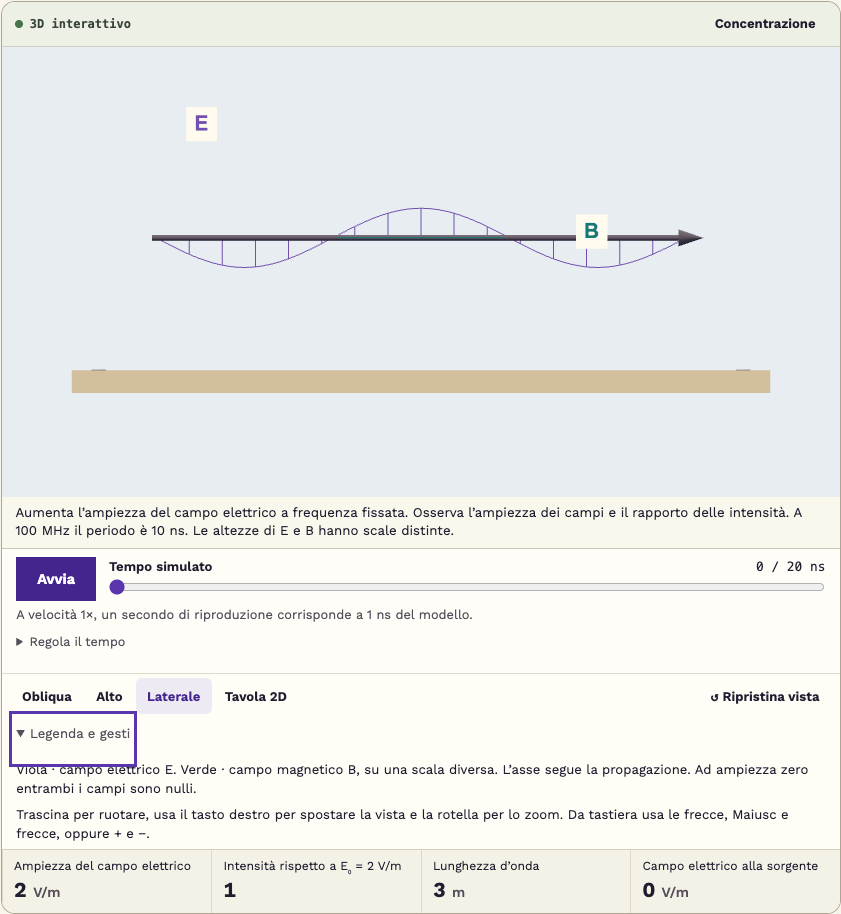 3D interattivo
Concentrazione
E
B
Aumenta l’ampiezza del campo elettrico a frequenza fissata. Osserva l’ampiezza dei campi e il rapporto delle intensità. A
100 MHz il periodo è 10 ns. Le altezze di E e B hanno scale distinte.
Avvia
Tempo simulato
0 / 20 ns
A velocità 1×, un secondo di riproduzione corrisponde a 1 ns del modello.
▶ Regola il tempo
Obliqua
Alto
Laterale
Tavola 2D
↺ Ripristina vista
▼ Legenda e gesti
Viola · campo elettrico E. Verde · campo magnetico B, su una scala diversa. L’asse segue la propagazione. Ad ampiezza zero
entrambi i campi sono nulli.
Trascina per ruotare, usa il tasto destro per spostare la vista e la rotella per lo zoom. Da tastiera usa le frecce, Maiusc e
frecce, oppure + e −.
Ampiezza del campo elettrico
2 V/m
Intensità rispetto a E₀ = 2 V/m
1
Lunghezza d’onda
3 m
Campo elettrico alla sorgente
0 V/m